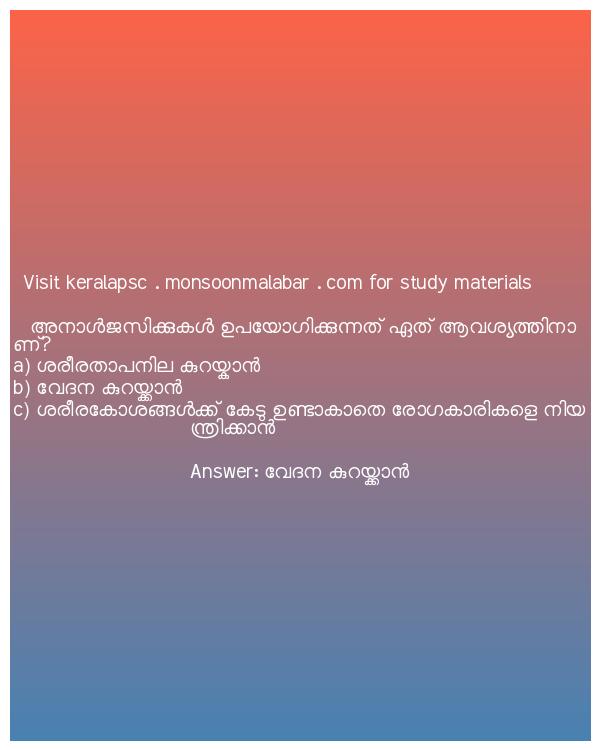 Visit keralapsc . monsoonmalabar . com for study materials
അനാൾജസിക്കുകൾ ഉപയോഗിക്കുന്നത് ഏത് ആവശ്യത്തിനാ
ണ്?
a) ശരീരതാപനില കുറയ്കാൻ
b) വേദന കുറയ്ക്കാൻ
c) ശരീരകോശങ്ങൾക്ക് കേടു ഉണ്ടാകാതെ രോഗകാരികളെ നിയ
ന്ത്രിക്കാൻ
Answer: വേദന കുറയ്ക്കാൻ